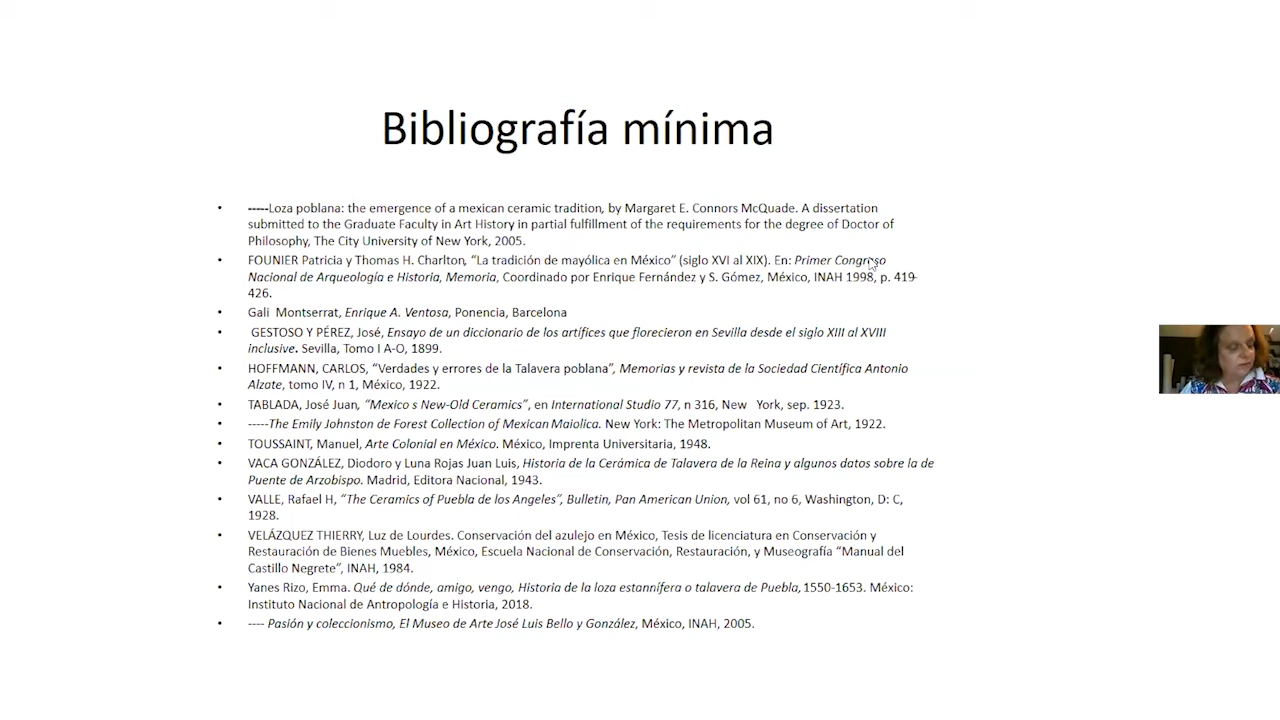 Bibliografía mínima
• -----Loza poblana: the emergence of a mexican ceramic tradition, by Margaret E. Connors McQuade. A dissertation
submitted to the Graduate Faculty in Art History in partial fulfillment of the requirements for the degree of Doctor of
Philosophy, The City University of New York, 2005.
• FOUNIER Patricia y Thomas H. Charlton, “La tradición de mayólica en México” (siglo XVI al XIX). En: Primer Congreso
Nacional de Arqueología e Historia, Memoria, Coordinado por Enrique Fernández y S. Gómez, México, INAH 1998, p. 419-
426.
• Gali Montserrat, Enrique A. Ventosa, Ponencia, Barcelona
• GESTOSO Y PÉREZ, José, Ensayo de un diccionario de los artífices que florecieron en Sevilla desde el siglo XIII al XVIII
inclusive. Sevilla, Tomo I A-O, 1899.
• HOFFMANN, CARLOS, “Verdades y errores de la Talavera poblana”, Memorias y revista de la Sociedad Científica Antonio
Alzate, tomo IV, n 1, México, 1922.
• TABLADA, José Juan, “Mexico s New-Old Ceramics”, en International Studio 77, n 316, New York, sep. 1923.
• -----The Emily Johnston de Forest Collection of Mexican Maiolica. New York: The Metropolitan Museum of Art, 1922.
• TOUSSAINT, Manuel, Arte Colonial en México. México, Imprenta Universitaria, 1948.
• VACA GONZÁLEZ, Diodoro y Luna Rojas Juan Luis, Historia de la Cerámica de Talavera de la Reina y algunos datos sobre la de
Puente de Arzobispo. Madrid, Editora Nacional, 1943.
• VALLE, Rafael H, “The Ceramics of Puebla de los Angeles”, Bulletin, Pan American Union, vol 61, no 6, Washington, D: C,
1928.
• VELÁZQUEZ THIERRY, Luz de Lourdes. Conservación del azulejo en México, Tesis de licenciatura en Conservación y
Restauración de Bienes Muebles, México, Escuela Nacional de Conservación, Restauración, y Museografía “Manual del
Castillo Negrete”, INAH, 1984.
• Yanes Rizo, Emma. Qué de dónde, amigo, vengo, Historia de la loza estannífera o talavera de Puebla, 1550-1653. México:
Instituto Nacional de Antropología e Historia, 2018.
• ---- Pasión y coleccionismo, El Museo de Arte José Luis Bello y González, México, INAH, 2005.